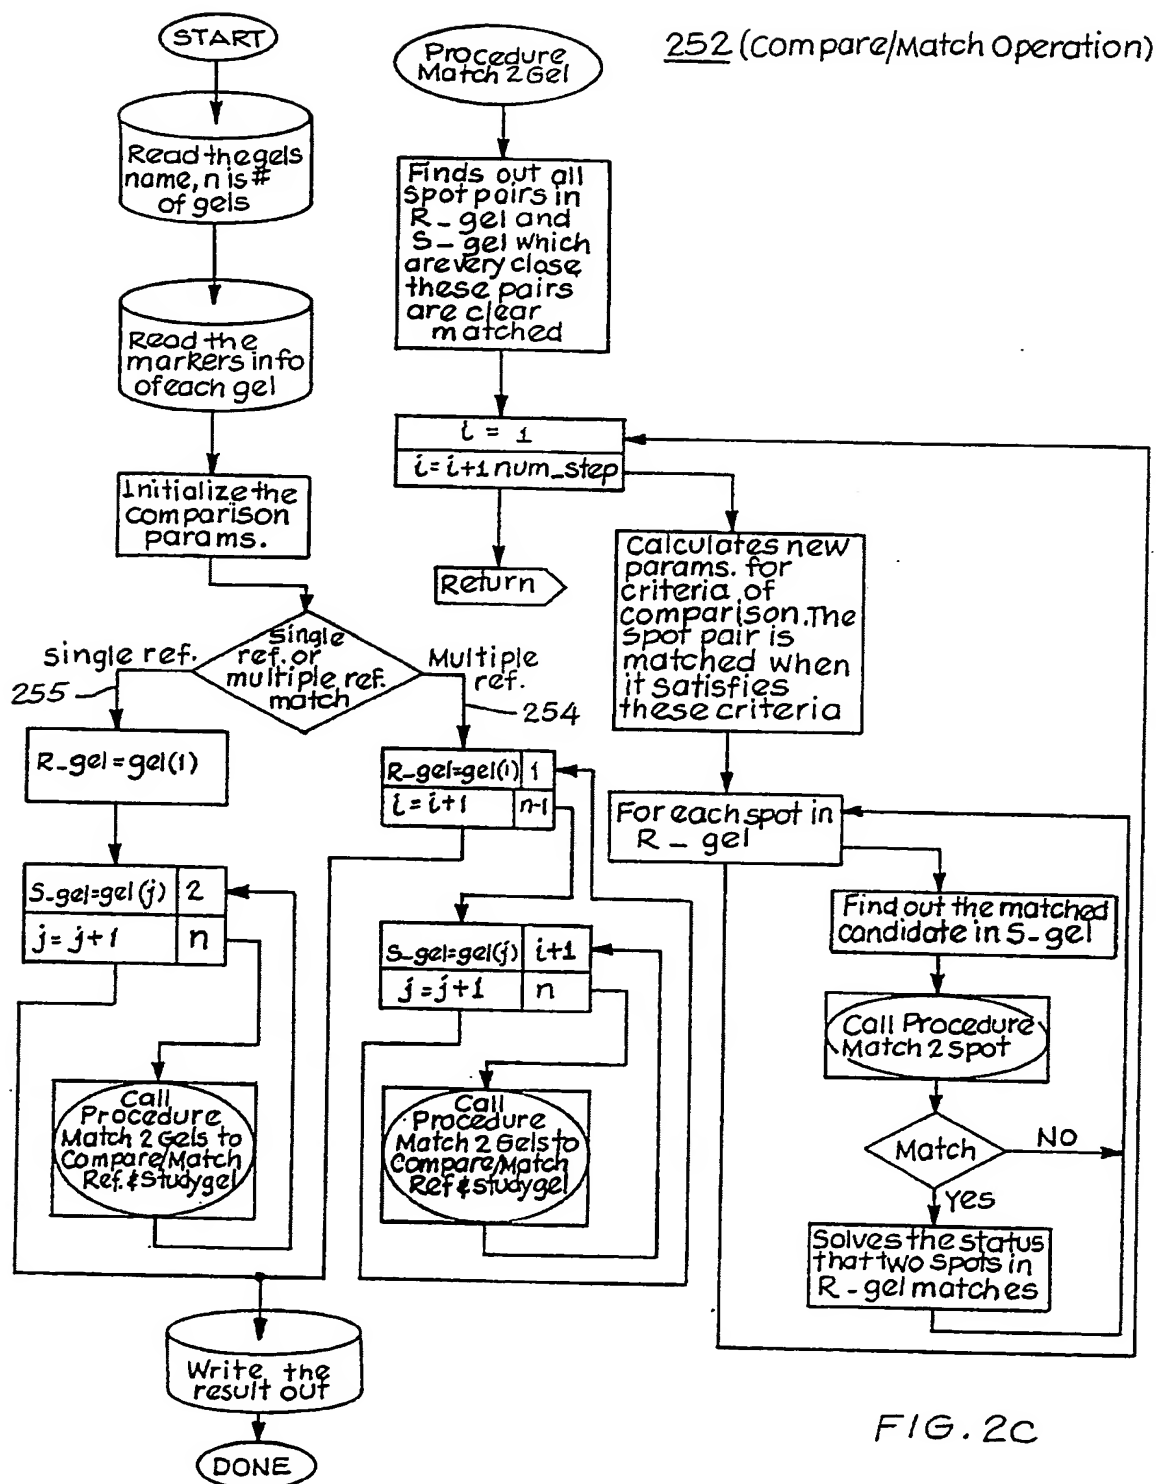 252 (Compare/Match Operation)
START
Read the gels
name, n is #
of gels
Read the
markers info
of each gel
Initialize the
comparison
params.
single
ref. or
multiple ref.
match
single ref.
255
Multiple
ref.
254
R_gel=gel(i)
S_gel=gel(j) 2
j=j+1 n
Call
Procedure
Match 2 Gels to
Compare/Match
Ref. & Studygel
R_gel=gel(i) 1
i=i+1 n-1
S_gel=gel(j) i+1
j=j+1 n
Call
Procedure
Match 2 Gels to
Compare/Match
Ref & studygel
Write the
result out
DONE
Procedure
Match 2 Gel
Finds out all
spot pairs in
R_gel and
S_gel which
are very close,
these pairs
are clear
matched
i = 1
i=i+1 num_step
Return
Calculates new
params. for
criteria of
comparison. The
spot pair is
matched when
it satisfies
these criteria
For each spot in
R_gel
Find out the matched
candidate in S-gel
Call Procedure
Match 2 spot
Match
NO
Yes
Solves the status
that two spots in
R-gel matches
FIG. 2C